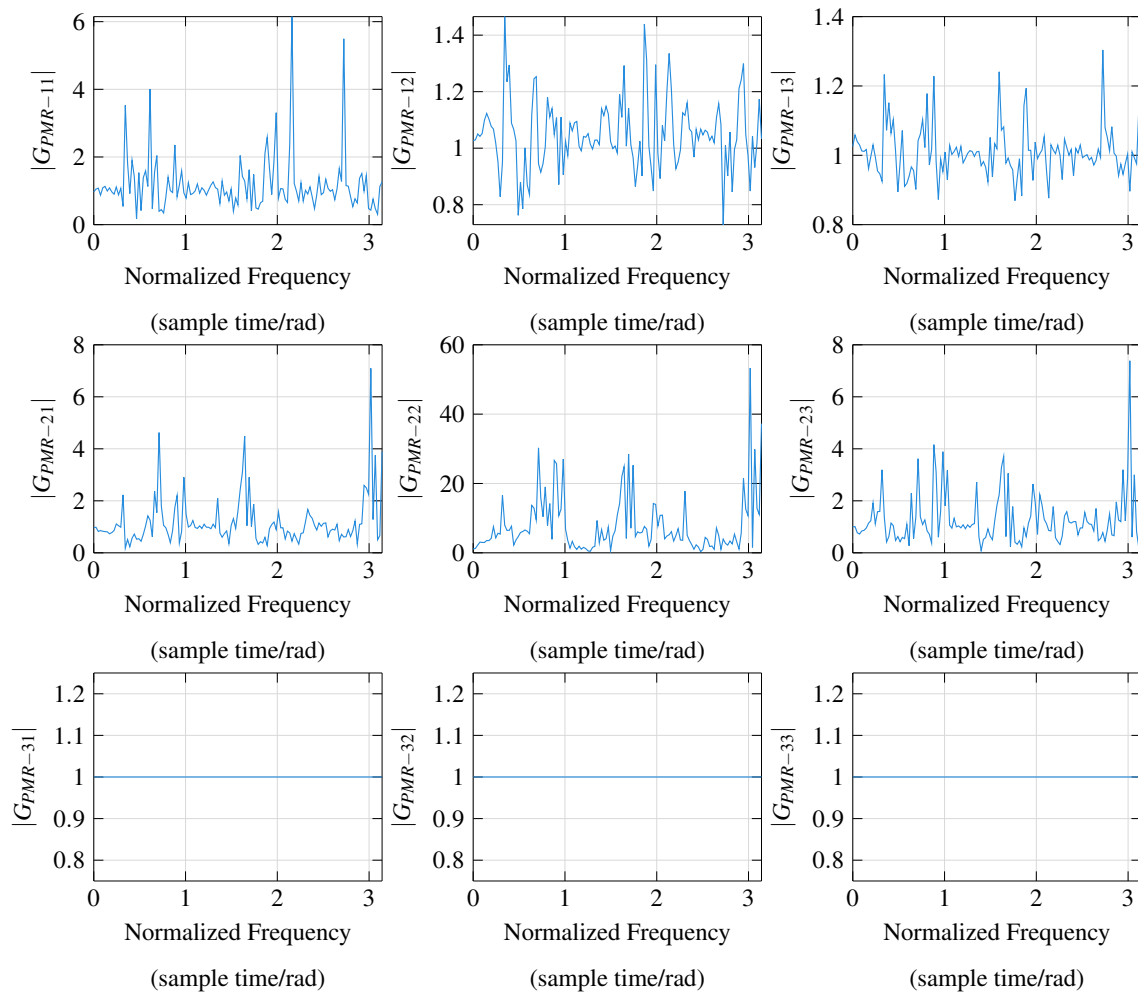 |G_{PMR−11}|
6
4
2
0
0 1 2 3
Normalized Frequency
(sample time/rad)
|G_{PMR−12}|
1.4
1.2
1
0.8
0 1 2 3
Normalized Frequency
(sample time/rad)
|G_{PMR−13}|
1.4
1.2
1
0.8
0 1 2 3
Normalized Frequency
(sample time/rad)
|G_{PMR−21}|
8
6
4
2
0
0 1 2 3
Normalized Frequency
(sample time/rad)
|G_{PMR−22}|
60
40
20
0
0 1 2 3
Normalized Frequency
(sample time/rad)
|G_{PMR−23}|
8
6
4
2
0
0 1 2 3
Normalized Frequency
(sample time/rad)
|G_{PMR−31}|
1.2
1.1
1
0.9
0.8
0 1 2 3
Normalized Frequency
(sample time/rad)
|G_{PMR−32}|
1.2
1.1
1
0.9
0.8
0 1 2 3
Normalized Frequency
(sample time/rad)
|G_{PMR−33}|
1.2
1.1
1
0.9
0.8
0 1 2 3
Normalized Frequency
(sample time/rad)